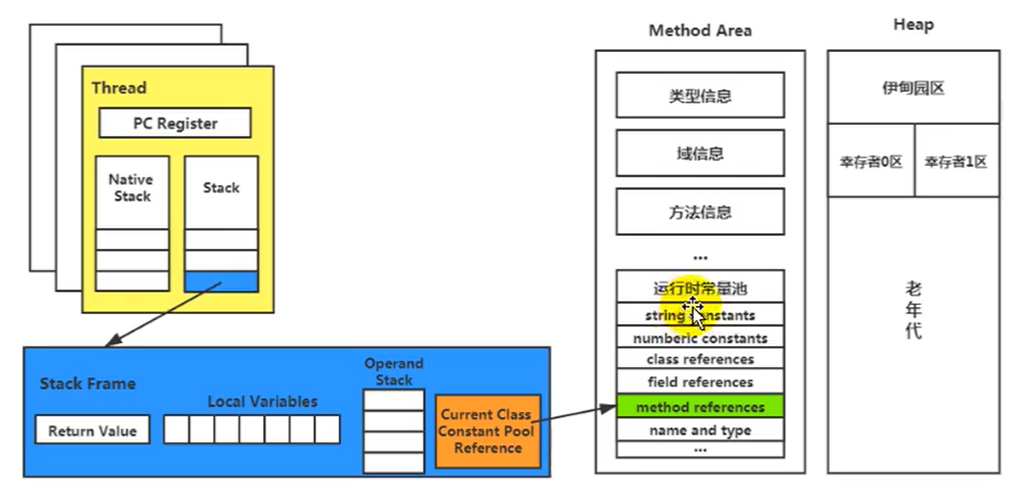 Thread
PC Register
Native
Stack
Stack
Stack Frame
Return Value
Local Variables
Operand
Stack
Current Class
Constant Pool
Reference
Method Area
类型信息
域信息
方法信息
...
运行时常量池
string constants
numberic constants
class references
field references
method references
name and type
...
Heap
伊甸园区
幸存者0区
幸存者1区
老
年
代